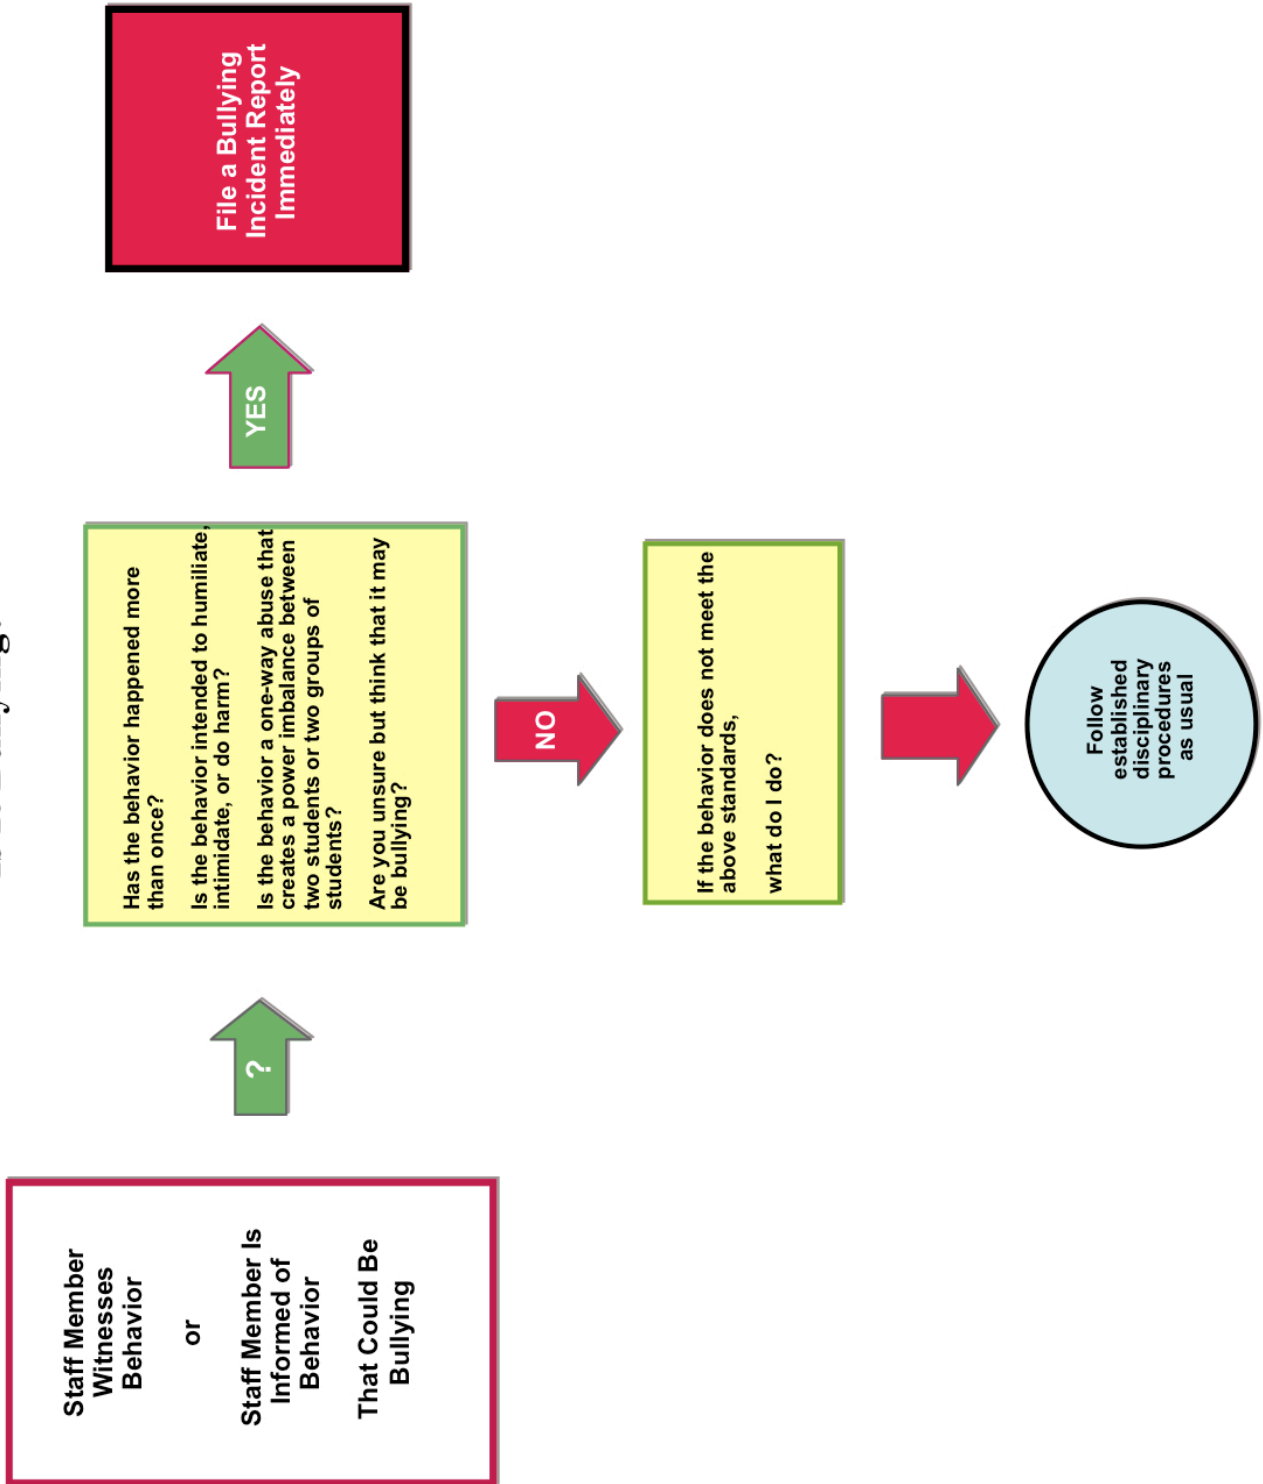 Staff Member
Witnesses
Behavior
or
Staff Member Is
Informed of
Behavior
That Could Be
Bullying
?
Has the behavior happened more
than once?
Is the behavior intended to humiliate,
intimidate, or do harm?
Is the behavior a one-way abuse that
creates a power imbalance between
two students or two groups of
students?
Are you unsure but think that it may
be bullying?
YES
File a Bullying
Incident Report
Immediately
NO
If the behavior does not meet the
above standards,
what do I do?
Follow
established
disciplinary
procedures
as usual